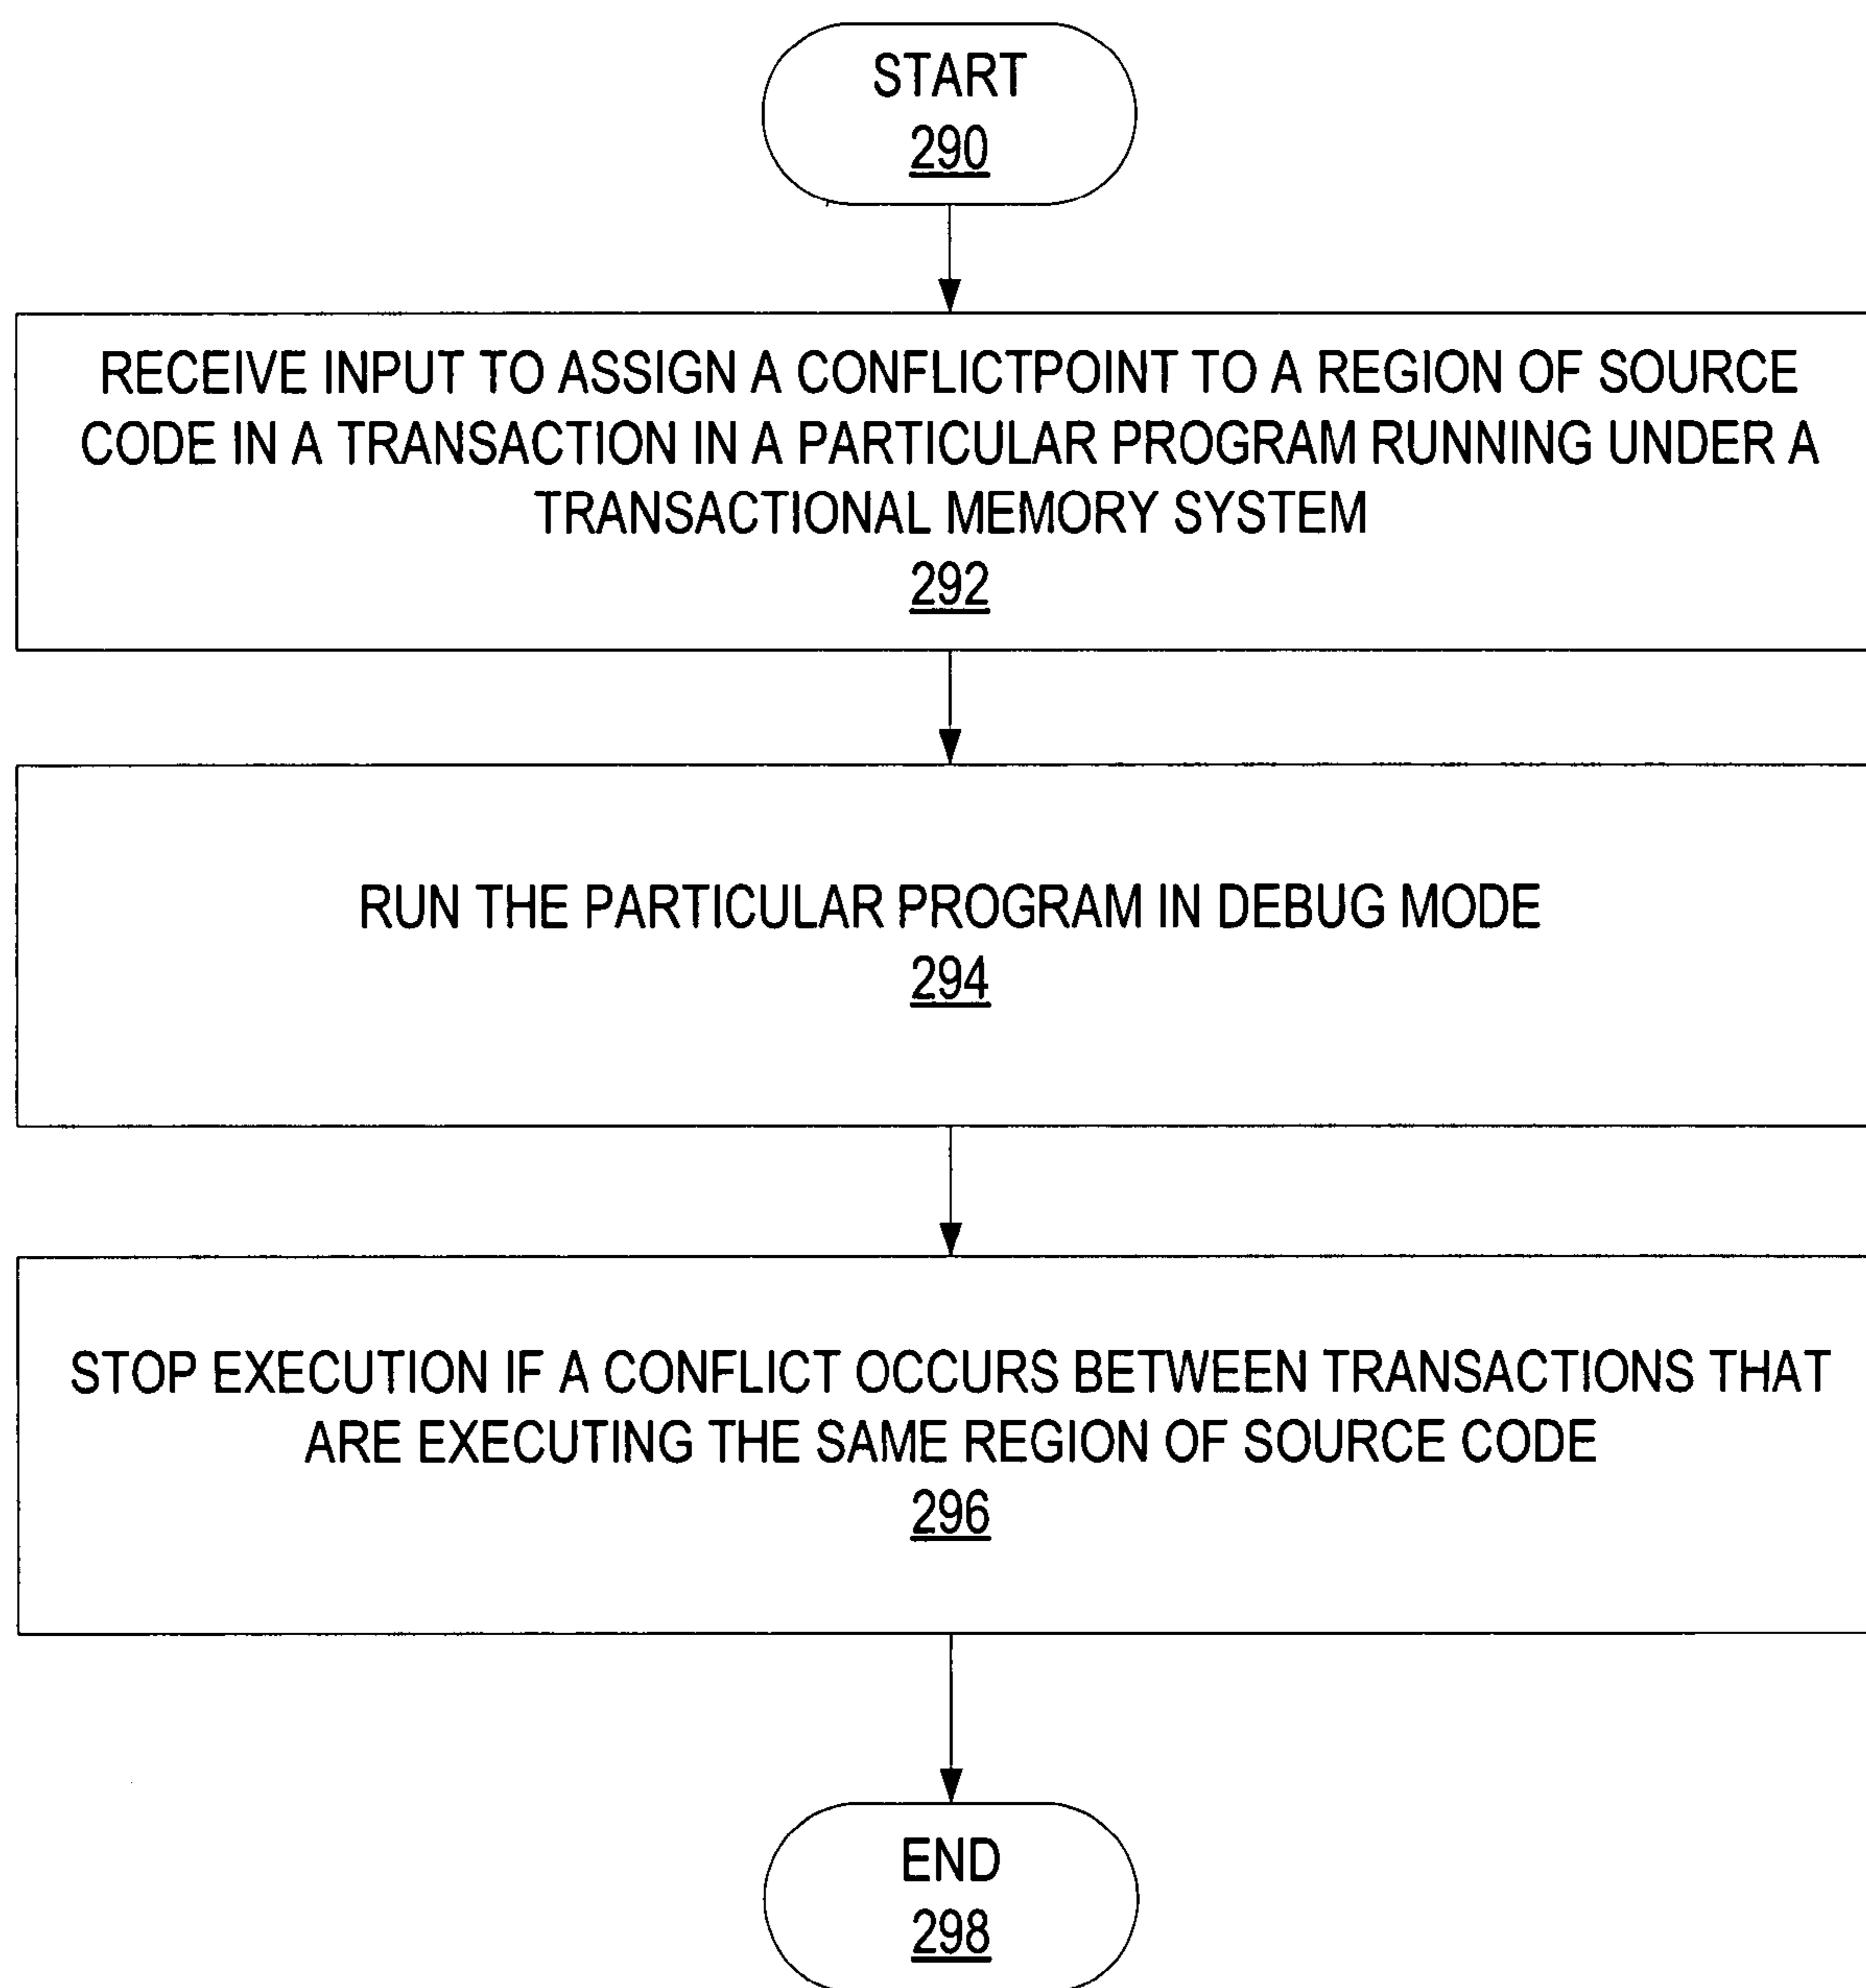 START
290
RECEIVE INPUT TO ASSIGN A CONFLICTPOINT TO A REGION OF SOURCE
CODE IN A TRANSACTION IN A PARTICULAR PROGRAM RUNNING UNDER A
TRANSACTIONAL MEMORY SYSTEM
292
RUN THE PARTICULAR PROGRAM IN DEBUG MODE
294
STOP EXECUTION IF A CONFLICT OCCURS BETWEEN TRANSACTIONS THAT
ARE EXECUTING THE SAME REGION OF SOURCE CODE
296
END
298